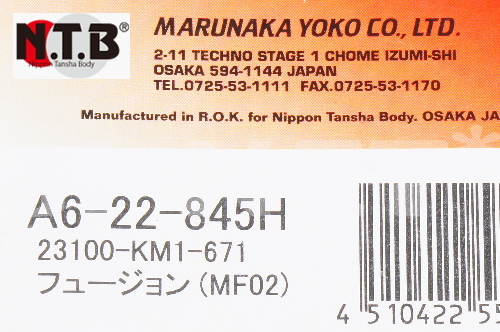 N.T.B®
Nippon Tansha Body
MARUNAKA YOKO CO., LTD.
2-11 TECHNO STAGE 1 CHOME IZUMI-SHI
OSAKA 594-1144 JAPAN
TEL.0725-53-1111 FAX.0725-53-1170
Manufactured in R.O.K. for Nippon Tansha Body. OSAKA JA
A6-22-845H
23100-KM1-671
フュージョン(MF02)
4 510422 55